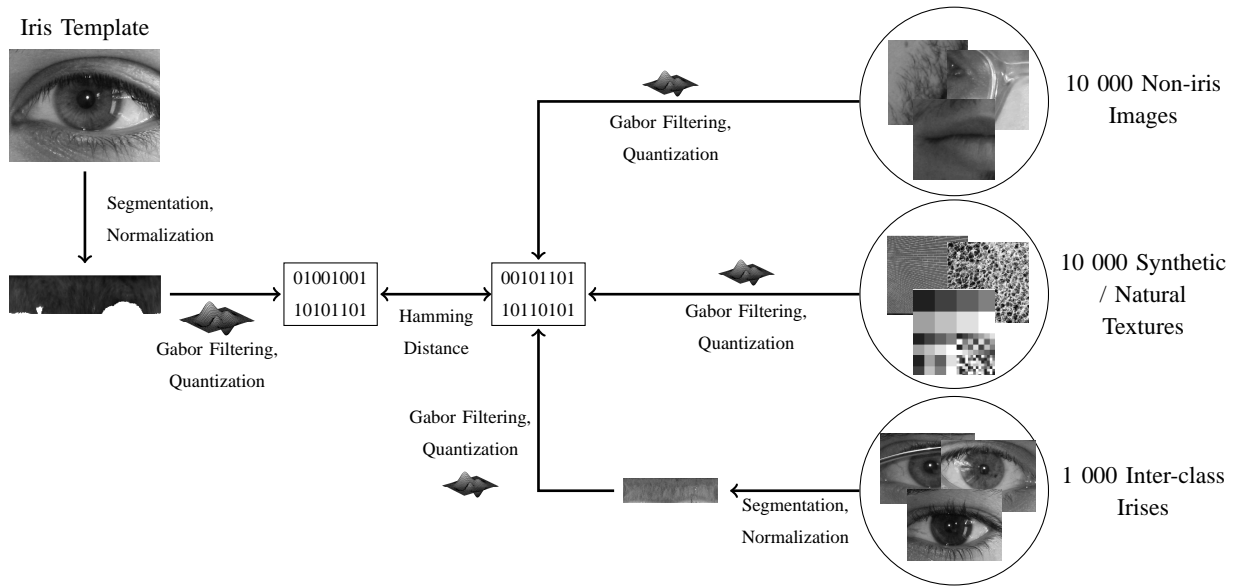 Iris Template
Segmentation,
Normalization
Gabor Filtering,
Quantization
01001001
10101101
Hamming
Distance
00101101
10110101
Gabor Filtering,
Quantization
10 000 Non-iris
Images
Gabor Filtering,
Quantization
10 000 Synthetic
/ Natural
Textures
Gabor Filtering,
Quantization
Segmentation,
Normalization
1 000 Inter-class
Irises